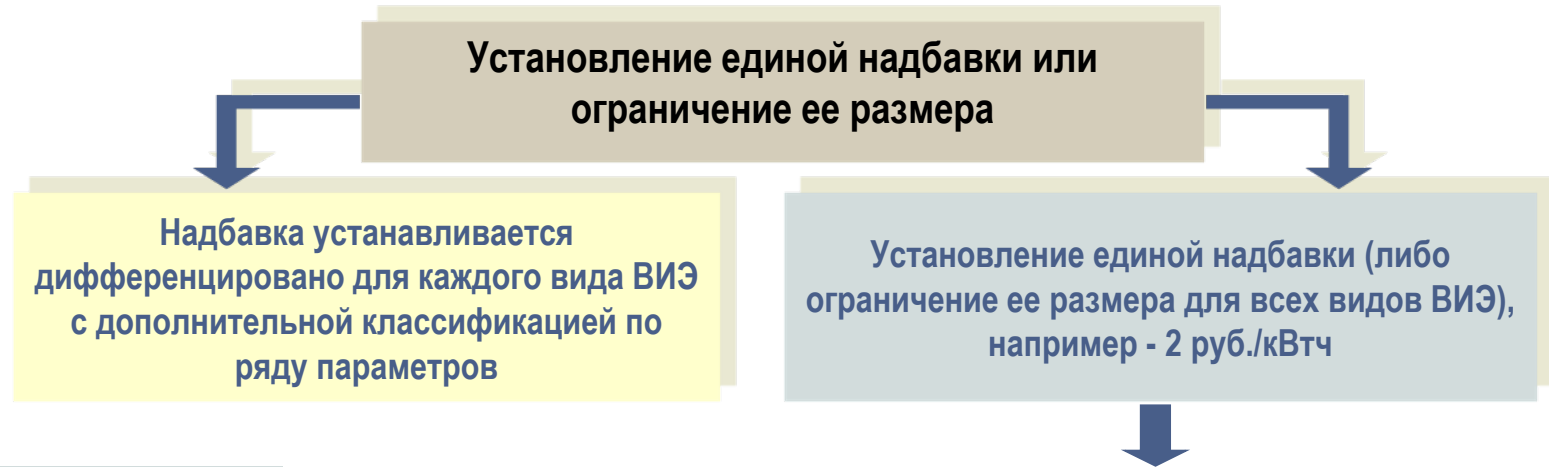 Установление единой надбавки или
ограничение ее размера
Надбавка устанавливается
дифференцировано для каждого вида ВИЭ
с дополнительной классификацией по
ряду параметров
Установление единой надбавки (либо
ограничение ее размера для всех видов ВИЭ),
например - 2 руб./кВтч